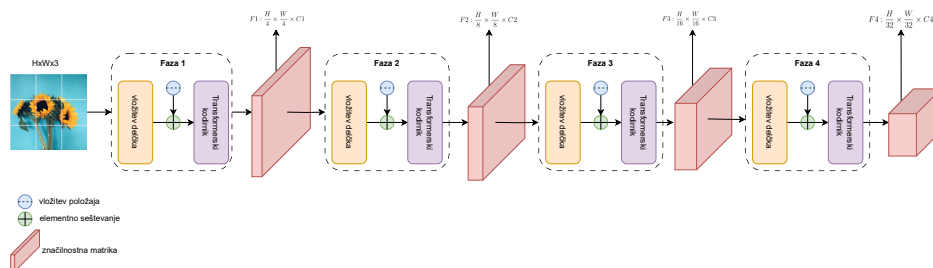 F1 : H/4 × W/4 × C1
F2 : H/8 × W/8 × C2
F3 : H/16 × W/16 × C3
F4 : H/32 × W/32 × C4
HxWx3
Faza 1
Faza 2
Faza 3
Faza 4
vložitev delčka
Transformerski
kodirnik
vložitev delčka
Transformerski
kodirnik
vložitev delčka
Transformerski
kodirnik
vložitev delčka
Transformerski
kodirnik
vložitev položaja
elementno seštevanje
značilnostna matrika